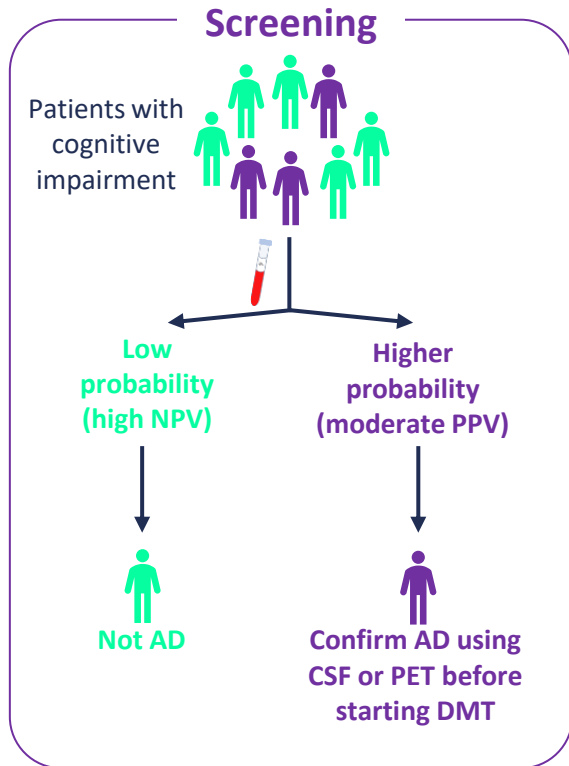 Screening
Patients with
cognitive
impairment
Low
probability
(high NPV)
Higher
probability
(moderate PPV)
Not AD
Confirm AD using
CSF or PET before
starting DMT